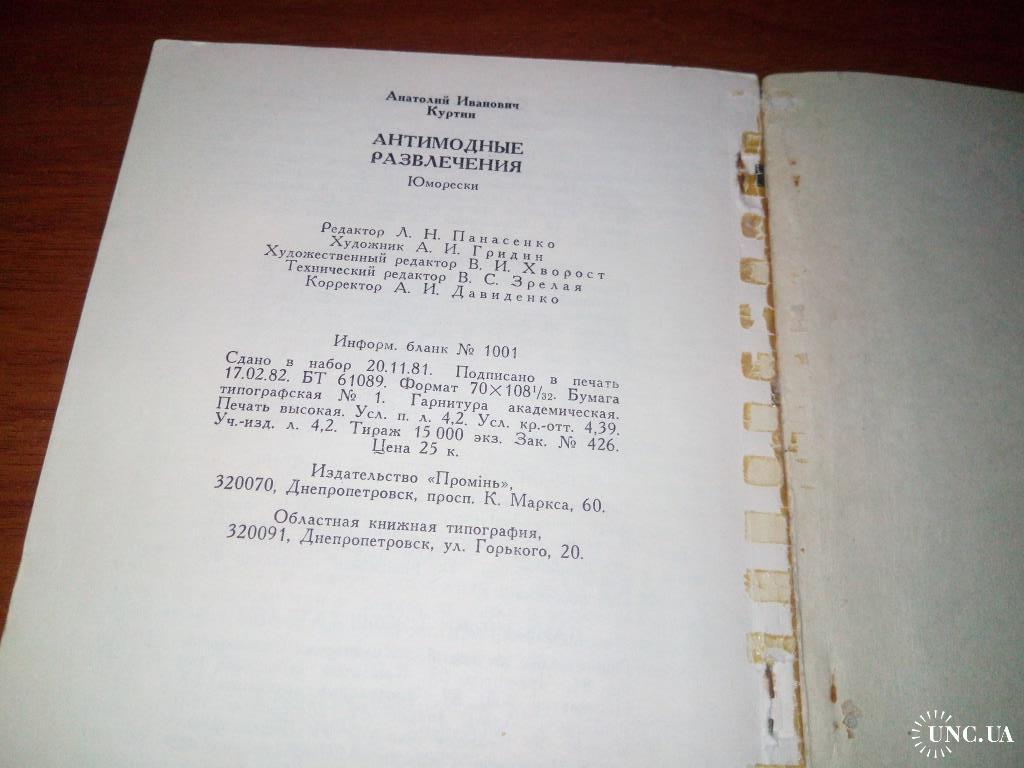 Анатолий Иванович
Куртин
АНТИМОДНЫЕ
РАЗВЛЕЧЕНИЯ
Юморески
Редактор Л. Н. Панасенко
Художник А. И. Гридин
Художественный редактор В. И. Хворост
Технический редактор В. С. Зрелая
Корректор А. И. Давиденко
Информ. бланк № 1001
Сдано в набор 20.11.81. Подписано в печать
17.02.82. БТ 61089. Формат 70×108¹/₃₂. Бумага
типографская № 1. Гарнитура академическая.
Печать высокая. Усл. п. л. 4,2. Усл. кр.-отт. 4,39.
Уч.-изд. л. 4,2. Тираж 15 000 экз. Зак. № 426.
Цена 25 к.
Издательство «Промінь»,
320070, Днепропетровск, просп. К. Маркса, 60.
Областная книжная типография,
320091, Днепропетровск, ул. Горького, 20.
UNC.UA